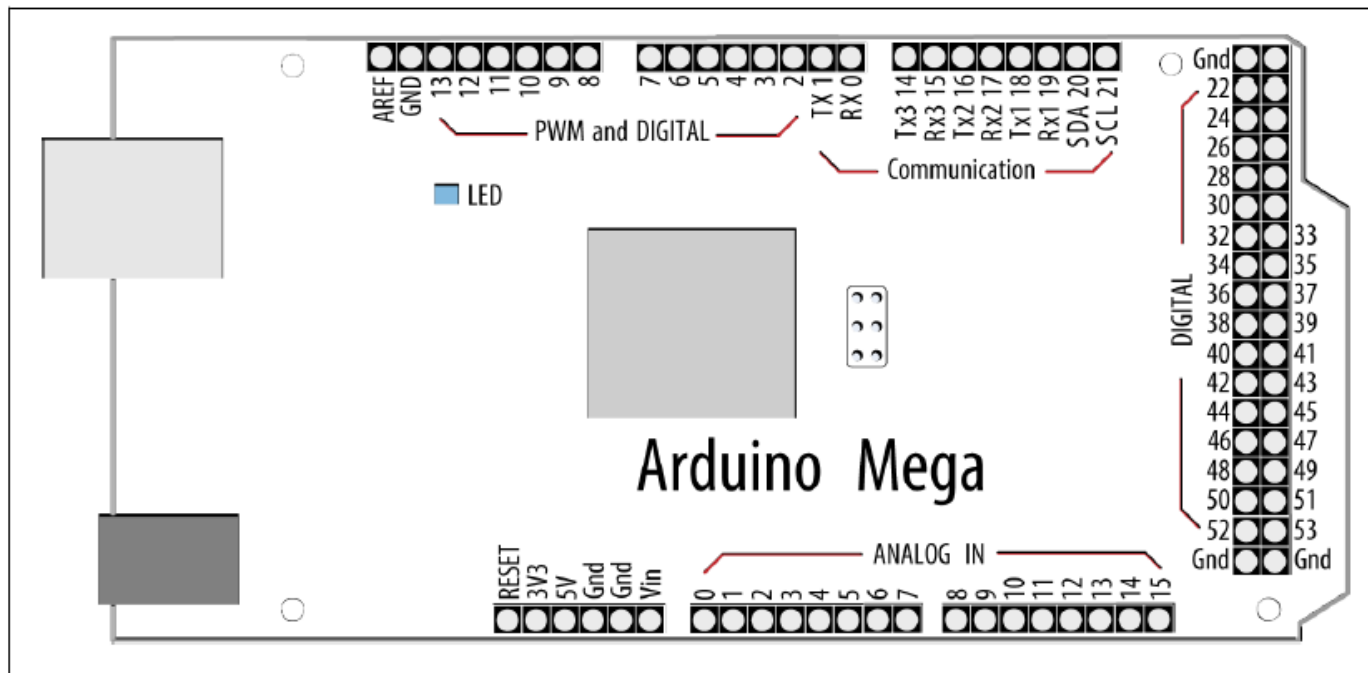 AREF GND 13 12 11 10 9 8 7 6 5 4 3 2 TX 1 RX 0 Tx3 14 Rx3 15 Tx2 16 Rx2 17 Tx1 18 Rx1 19 SDA 20 SCL 21
PWM and DIGITAL
Communication
LED
Gnd
22
24
26
28
30
32 33
34 35
36 37
38 39
40 41
42 43
44 45
46 47
48 49
50 51
52 53
Gnd Gnd
DIGITAL
Arduino Mega
ANALOG IN
RESET 3V3 5V Gnd Gnd Vin 0 1 2 3 4 5 6 7 8 9 10 11 12 13 14 15